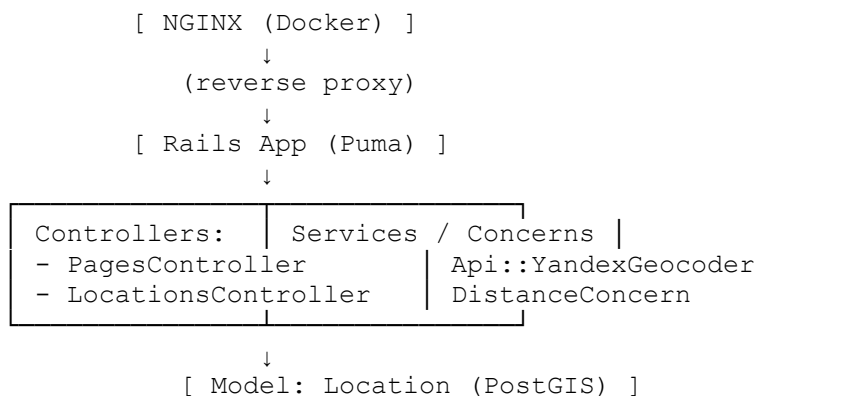 [ NGINX (Docker) ]
↓
(reverse proxy)
↓
[ Rails App (Puma) ]
↓
Controllers: │ Services / Concerns │
- PagesController │ Api::YandexGeocoder
- LocationsController │ DistanceConcern
↓
[ Model: Location (PostGIS) ]